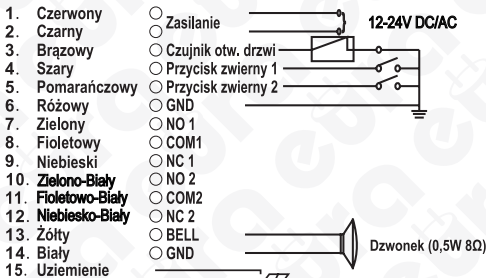 1. Czerwony Zasilanie 12-24V DC/AC
2. Czarny
3. Brązowy Czujnik otw. drzwi
4. Szary Przycisk zwierny 1
5. Pomarańczowy Przycisk zwierny 2
6. Różowy GND
7. Zielony NO 1
8. Fioletowy COM1
9. Niebieski NC 1
10. Zielono-Biały NO 2
11. Fioletowo-Biały COM2
12. Niebiesko-Biały NC 2
13. Żółty BELL Dzwonek (0,5W 8Ω)
14. Biały GND
15. Uziemienie